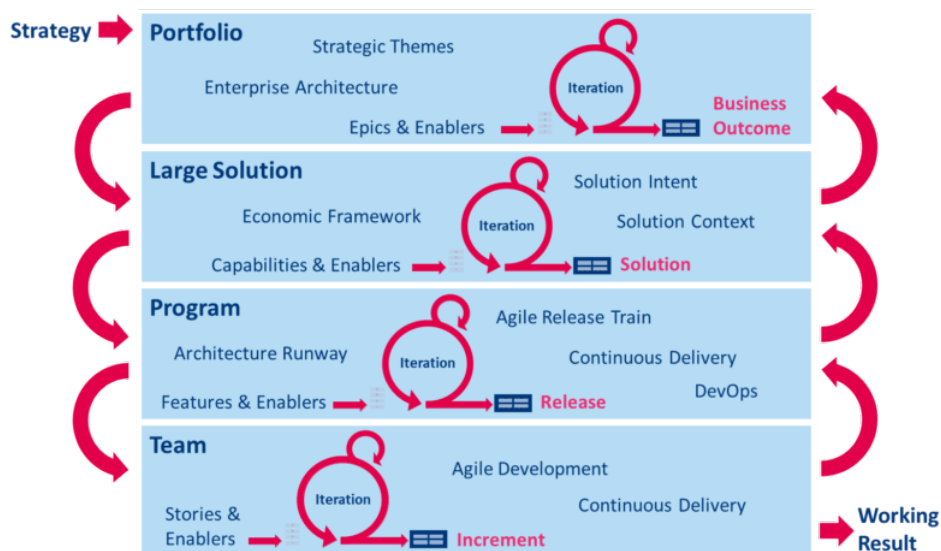 Strategy
Portfolio
Strategic Themes
Enterprise Architecture
Iteration
Epics & Enablers
Business
Outcome
Large Solution
Solution Intent
Economic Framework
Iteration
Solution Context
Capabilities & Enablers
Solution
Program
Agile Release Train
Architecture Runway
Iteration
Continuous Delivery
Features & Enablers
Release
DevOps
Team
Agile Development
Iteration
Continuous Delivery
Stories &
Enablers
Increment
Working
Result